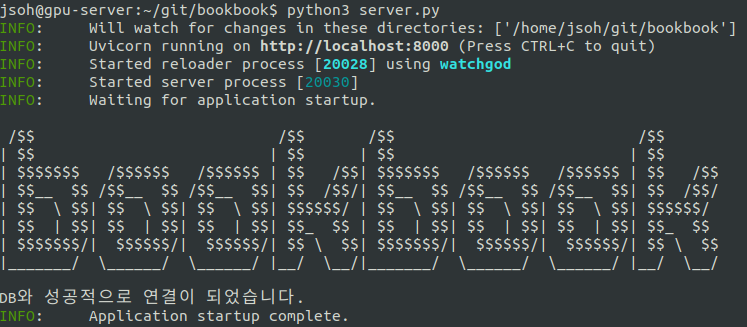 jsoh@gpu-server:~/git/bookbook$ python3 server.py
INFO:     Will watch for changes in these directories: ['/home/jsoh/git/bookbook']
INFO:     Uvicorn running on http://localhost:8000 (Press CTRL+C to quit)
INFO:     Started reloader process [20028] using watchgod
INFO:     Started server process [20030]
INFO:     Waiting for application startup.
 /$$                           /$$       /$$                           /$$
| $$                          | $$      | $$                          | $$
| $$$$$$$   /$$$$$$   /$$$$$$ | $$   /$$| $$$$$$$   /$$$$$$   /$$$$$$ | $$   /$$
| $$__  $$ /$$__  $$ /$$__  $$| $$  /$$/| $$__  $$ /$$__  $$ /$$__  $$| $$  /$$/
| $$  \ $$| $$  \ $$| $$  \ $$| $$$$$$/ | $$  \ $$| $$  \ $$| $$  \ $$| $$$$$$/
| $$  | $$| $$  | $$| $$  | $$| $$_  $$ | $$  | $$| $$  | $$| $$  | $$| $$_  $$
| $$$$$$$/|  $$$$$$/|  $$$$$$/| $$ \  $$| $$$$$$$/|  $$$$$$/|  $$$$$$/| $$ \  $$
|_______/  \______/  \______/ |__/  \__/|_______/  \______/  \______/ |__/  \__/
DB와 성공적으로 연결이 되었습니다.
INFO:     Application startup complete.